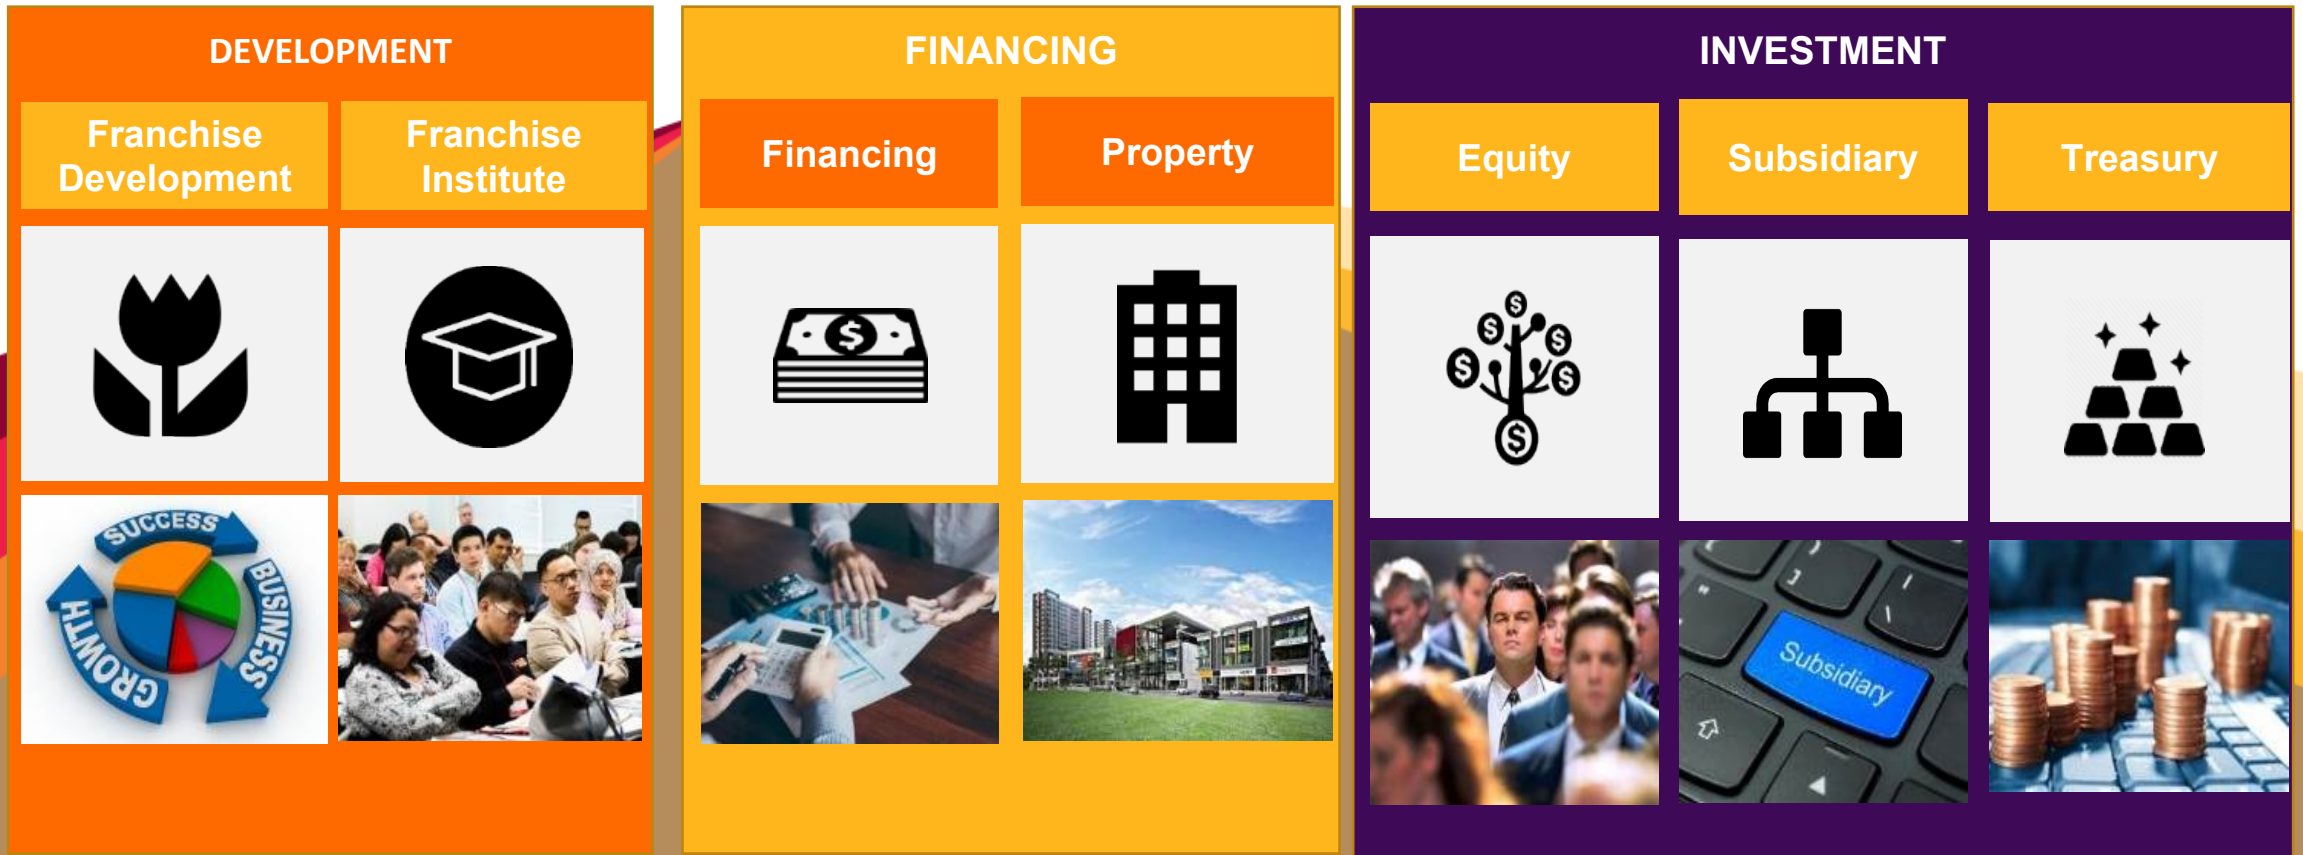 DEVELOPMENT
Franchise
Development
Franchise
Institute
SUCCESS
BUSINESS
GROWTH
FINANCING
Financing
Property
$
INVESTMENT
Equity
Subsidiary
Treasury
$
$
$
$
$
$
Subsidiary